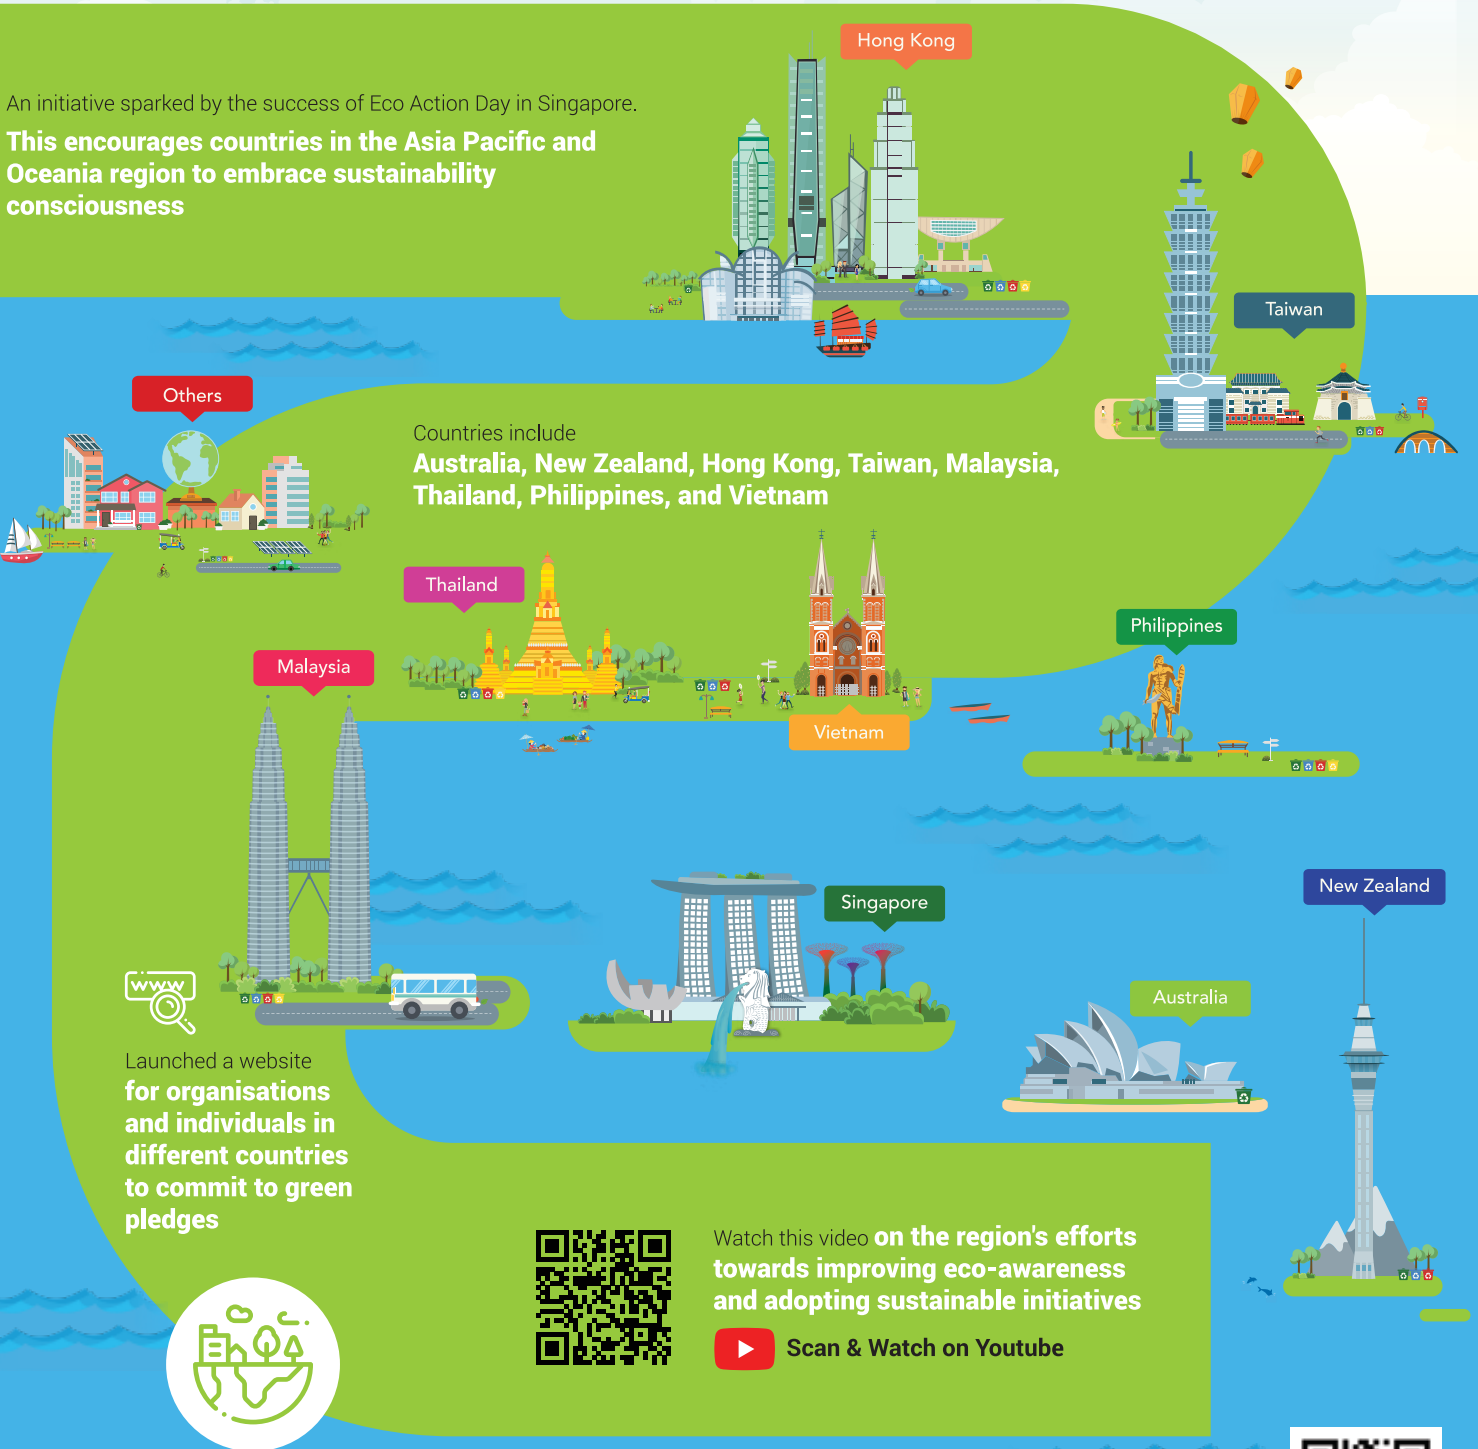 Hong Kong
An initiative sparked by the success of Eco Action Day in Singapore.
This encourages countries in the Asia Pacific and
Oceania region to embrace sustainability
consciousness
Taiwan
Others
Countries include
Australia, New Zealand, Hong Kong, Taiwan, Malaysia,
Thailand, Philippines, and Vietnam
Thailand
Philippines
Malaysia
Vietnam
New Zealand
Singapore
Australia
www
Launched a website
for organisations
and individuals in
different countries
to commit to green
pledges
Watch this video on the region's efforts
towards improving eco-awareness
and adopting sustainable initiatives
Scan & Watch on Youtube